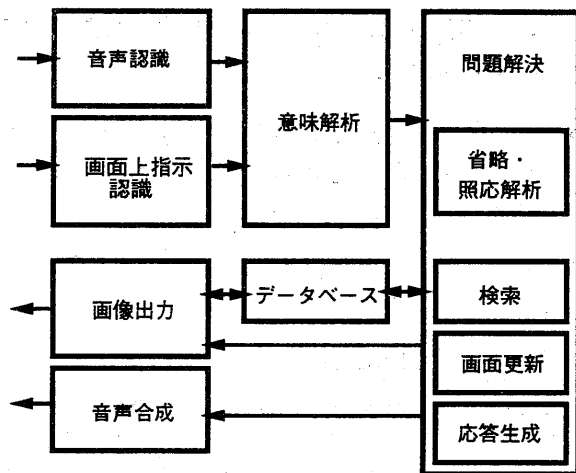 音声認識
画面上指示
認識
意味解析
問題解決
省略・
照応解析
画像出力
データベース
検索
画面更新
音声合成
応答生成